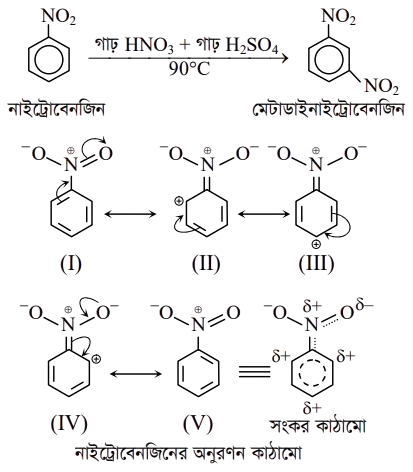 NO₂ NO₂
গাঢ় HNO₃ + গাঢ় H₂SO₄
90°C
NO₂
নাইট্রোবেনজিন মেটাডাইনাইট্রোবেনজিন
⁻O N⊕ O ⁻O N⊕ O⁻ ⁻O N⊕ O⁻
⊕ ⊕
(I) (II) (III)
⁻O N⊕ O⁻ ⁻O N⊕ O ⁻O N δ+ Oδ−
⊕ δ+ δ+
δ+
(IV) (V) সংকর কাঠামো
নাইট্রোবেনজিনের অনুরণন কাঠামো